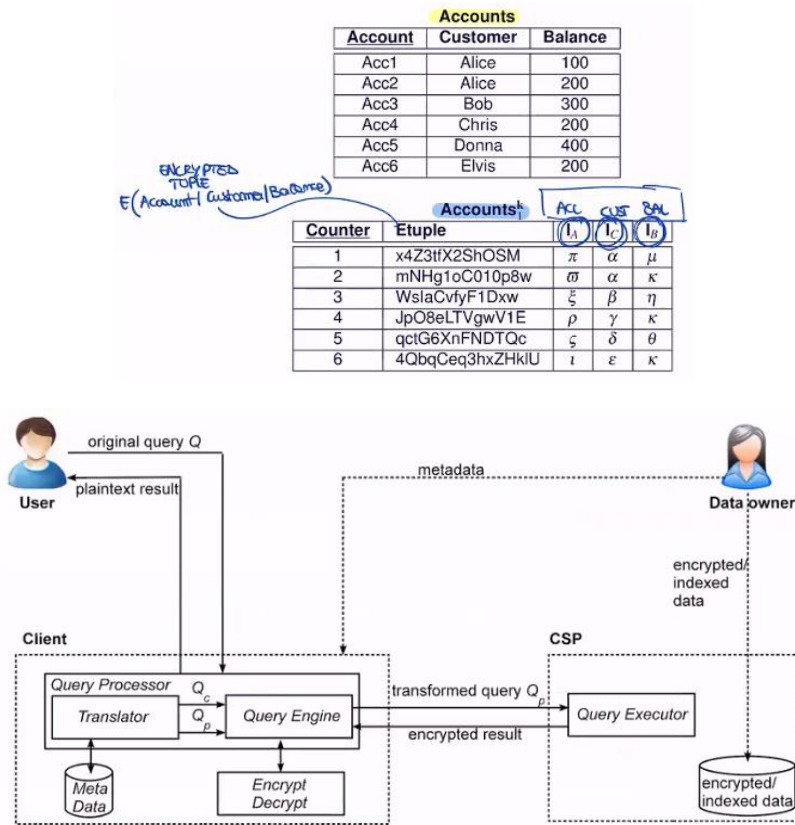 Accounts
Account Customer Balance
Acc1 Alice 100
Acc2 Alice 200
Acc3 Bob 300
Acc4 Chris 200
Acc5 Donna 400
Acc6 Elvis 200
ENCRYPTED
TUPLE
E(Account/Customer/Balance)
Accounts₁ᵏ
ACC CUST BAL
Counter Etuple I_A I_C I_B
1 x4Z3tfX2ShOSM π α μ
2 mNHg1oC010p8w ϖ α κ
3 WslaCvfyF1Dxw ξ β η
4 JpO8eLTVgwV1E ρ γ κ
5 qctG6XnFNDTQc ς δ θ
6 4QbqCeq3hxZHklU ι ε κ
original query Q
plaintext result
User
metadata
Data owner
encrypted/
indexed
data
Client
CSP
Query Processor
Translator
Q_c
Q_p
Query Engine
transformed query Q_p
encrypted result
Query Executor
Meta
Data
Encrypt
Decrypt
encrypted/
indexed data